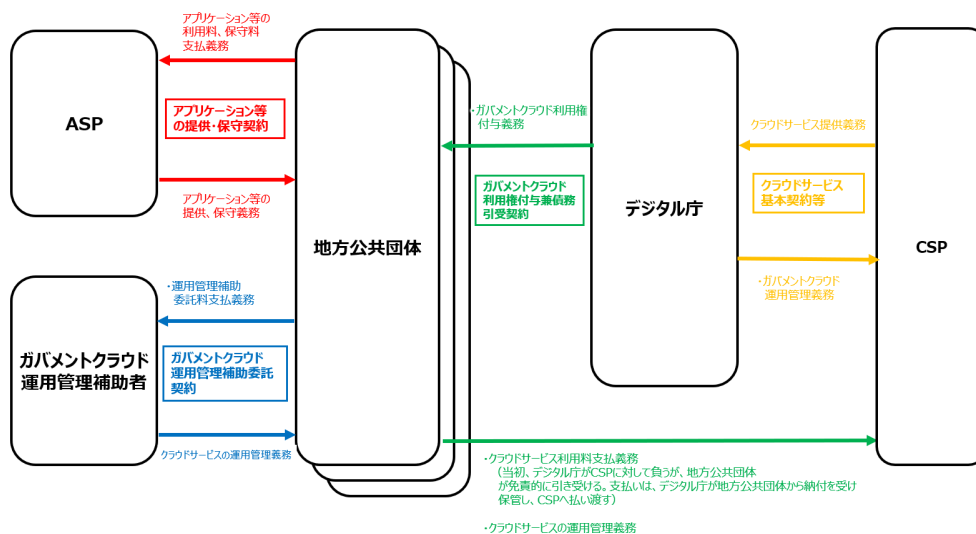 アプリケーション等の
利用料、保守料
支払義務
ASP
アプリケーション等
の提供・保守契約
アプリケーション等の
提供、保守義務
ガバメントクラウド
運用管理補助者
・運用管理補助
委託料支払義務
ガバメントクラウド
運用管理補助委託
契約
クラウドサービスの運用管理義務
地方公共団体
・ガバメントクラウド利用権
付与義務
ガバメントクラウド
利用権付与兼債務
引受契約
デジタル庁
クラウドサービス提供義務
クラウドサービス
基本契約等
・ガバメントクラウド
運用管理義務
CSP
・クラウドサービス利用料支払義務
（当初、デジタル庁がCSPに対して負うが、地方公共団体
が免責的に引き受ける。支払いは、デジタル庁が地方公共団体から納付を受け
保管し、CSPへ払い渡す）
・クラウドサービスの運用管理義務